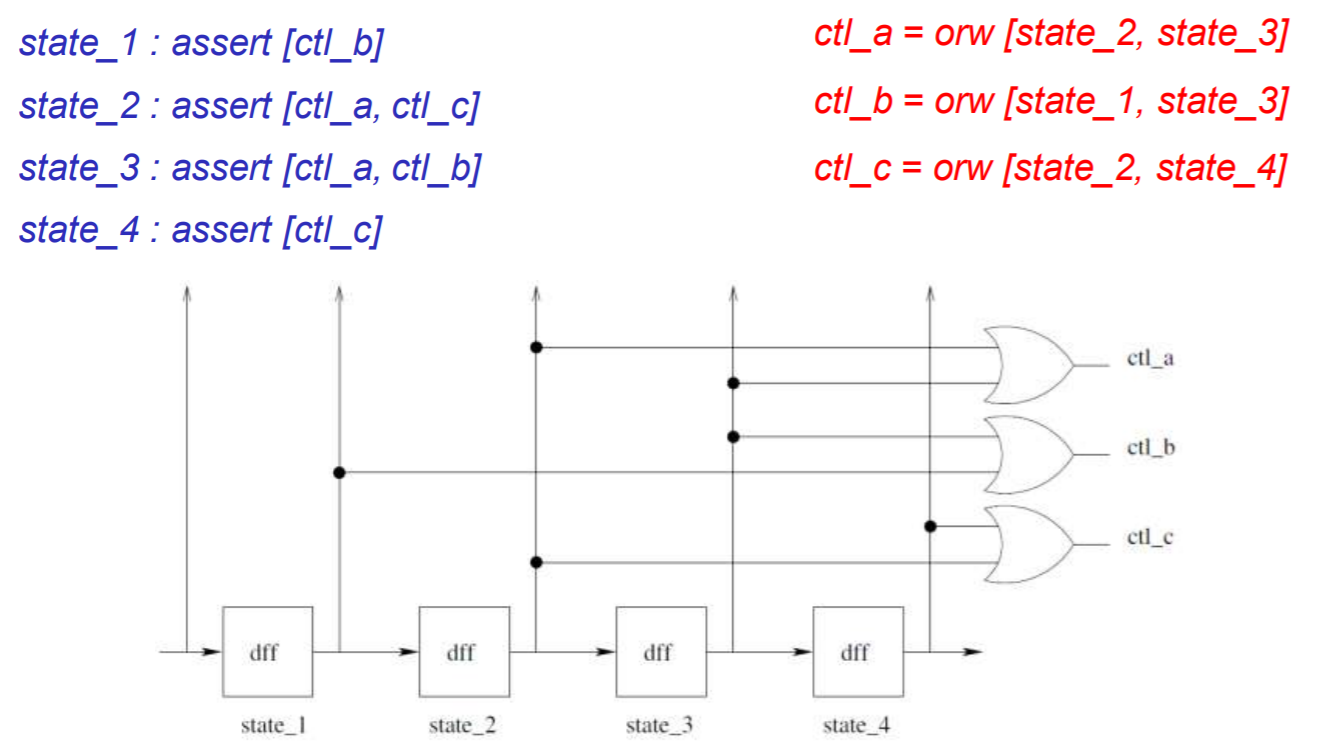 state_1 : assert [ctl_b]
state_2 : assert [ctl_a, ctl_c]
state_3 : assert [ctl_a, ctl_b]
state_4 : assert [ctl_c]
ctl_a = orw [state_2, state_3]
ctl_b = orw [state_1, state_3]
ctl_c = orw [state_2, state_4]
ctl_a
ctl_b
ctl_c
dff
dff
dff
dff
state_1
state_2
state_3
state_4